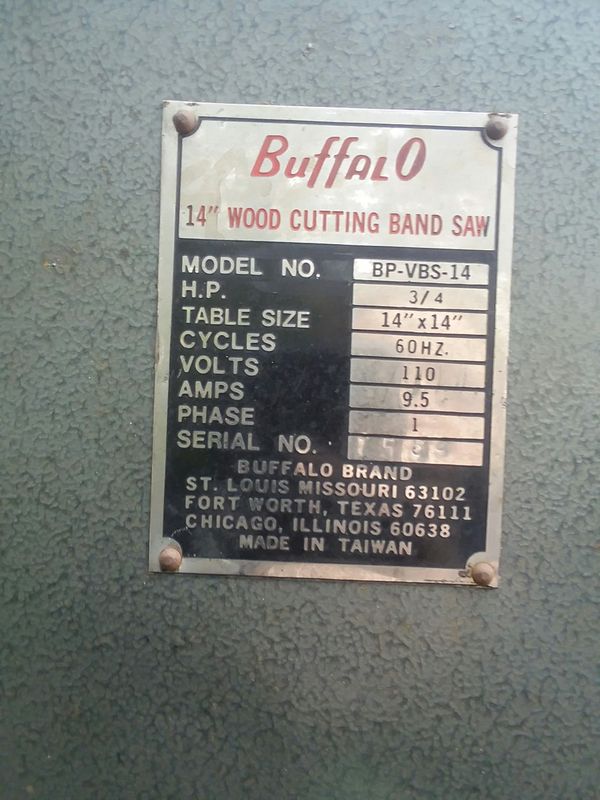 BuffalO
14" WOOD CUTTING BAND SAW
MODEL NO. BP-VBS-14
H.P. 3/4
TABLE SIZE 14" x 14"
CYCLES 60HZ.
VOLTS 110
AMPS 9.5
PHASE 1
SERIAL NO.
BUFFALO BRAND
ST. LOUIS MISSOURI 63102
FORT WORTH, TEXAS 76111
CHICAGO, ILLINOIS 60638
MADE IN TAIWAN